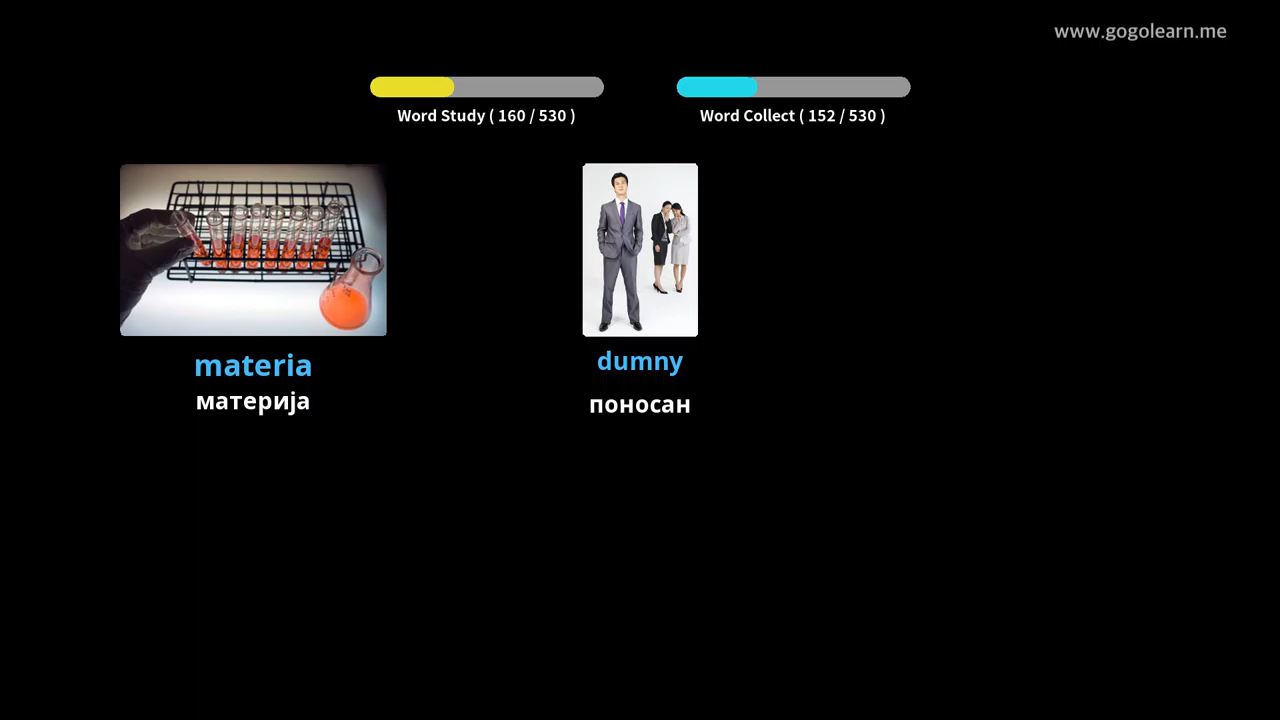 www.gogolearn.me
Word Study ( 160 / 530 )
Word Collect ( 152 / 530 )
materia
материја
dumny
поносан